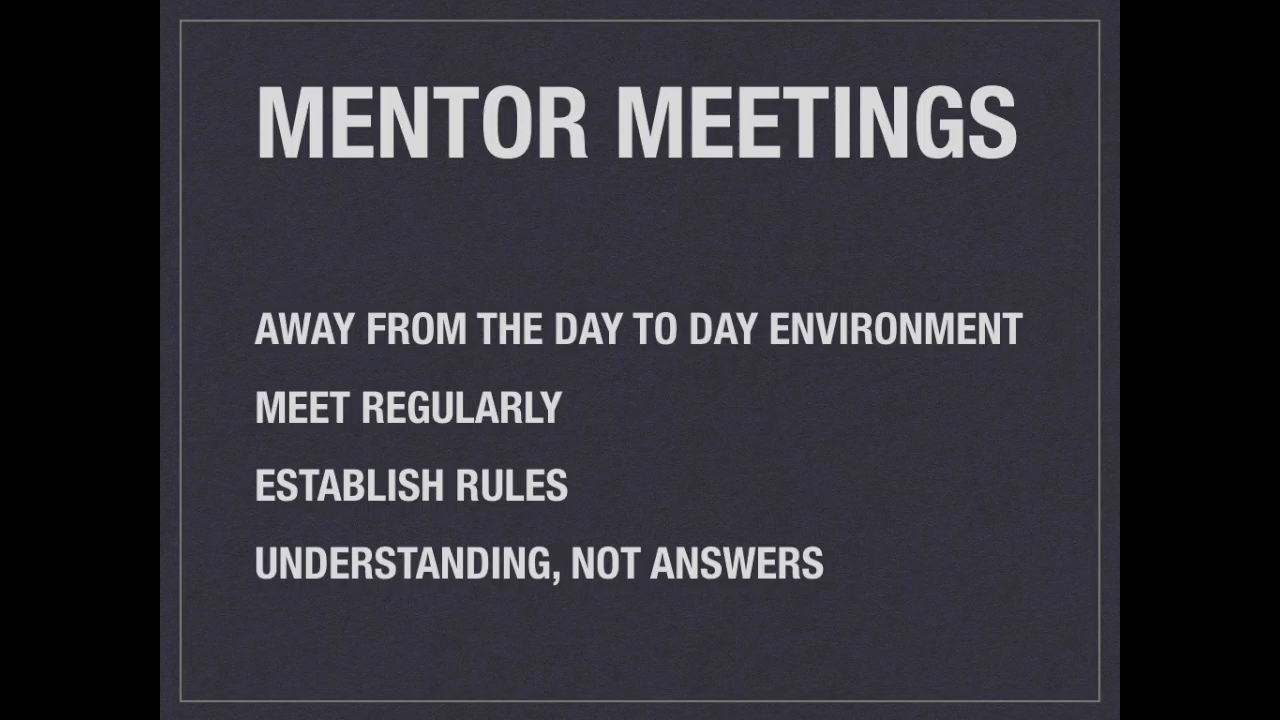 MENTOR MEETINGS
AWAY FROM THE DAY TO DAY ENVIRONMENT
MEET REGULARLY
ESTABLISH RULES
UNDERSTANDING, NOT ANSWERS